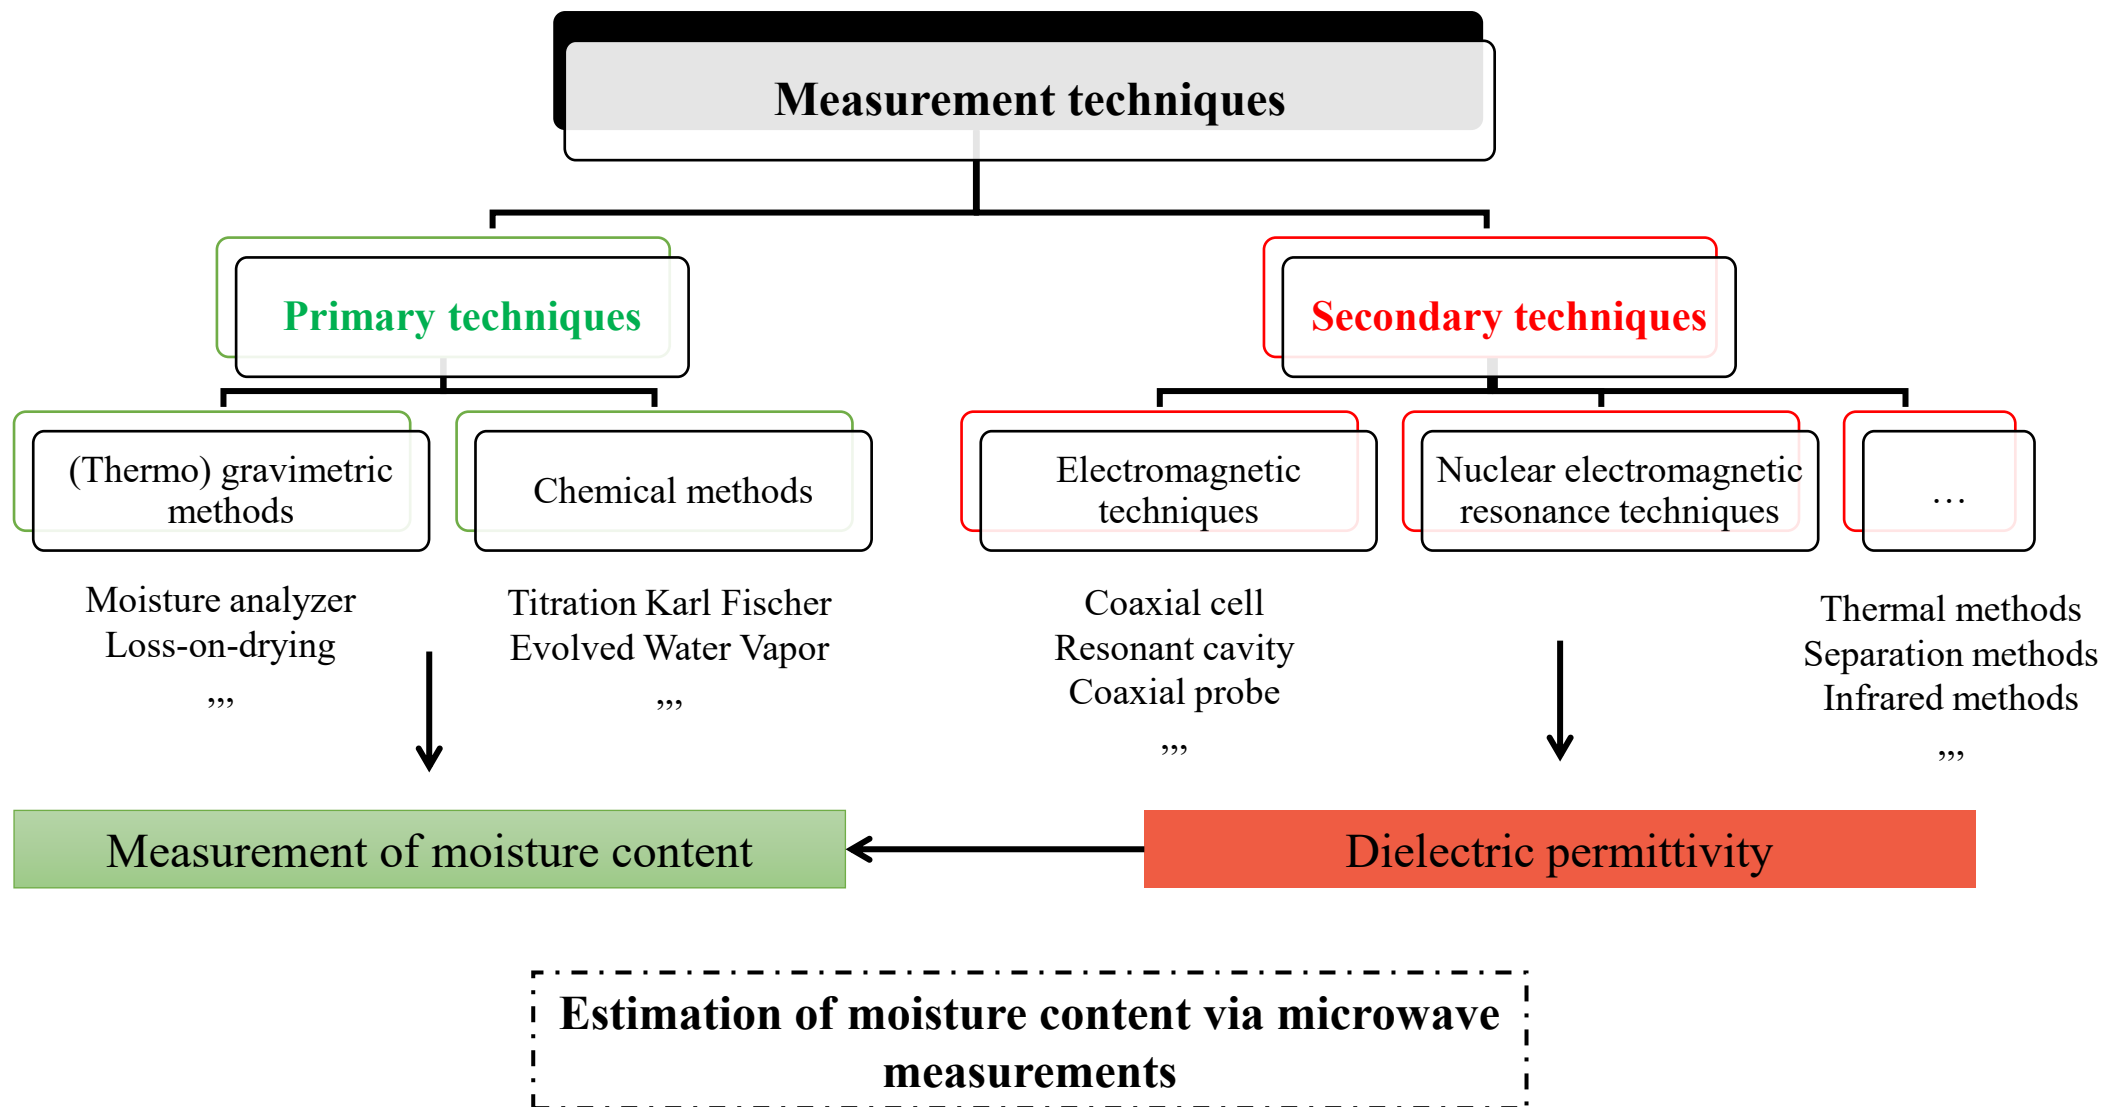 Measurement techniques
Primary techniques
Secondary techniques
(Thermo) gravimetric
methods
Chemical methods
Electromagnetic
techniques
Nuclear electromagnetic
resonance techniques
…
Moisture analyzer
Loss-on-drying
,,,
Titration Karl Fischer
Evolved Water Vapor
,,,
Coaxial cell
Resonant cavity
Coaxial probe
,,,
Thermal methods
Separation methods
Infrared methods
,,,
Measurement of moisture content
Dielectric permittivity
Estimation of moisture content via microwave
measurements